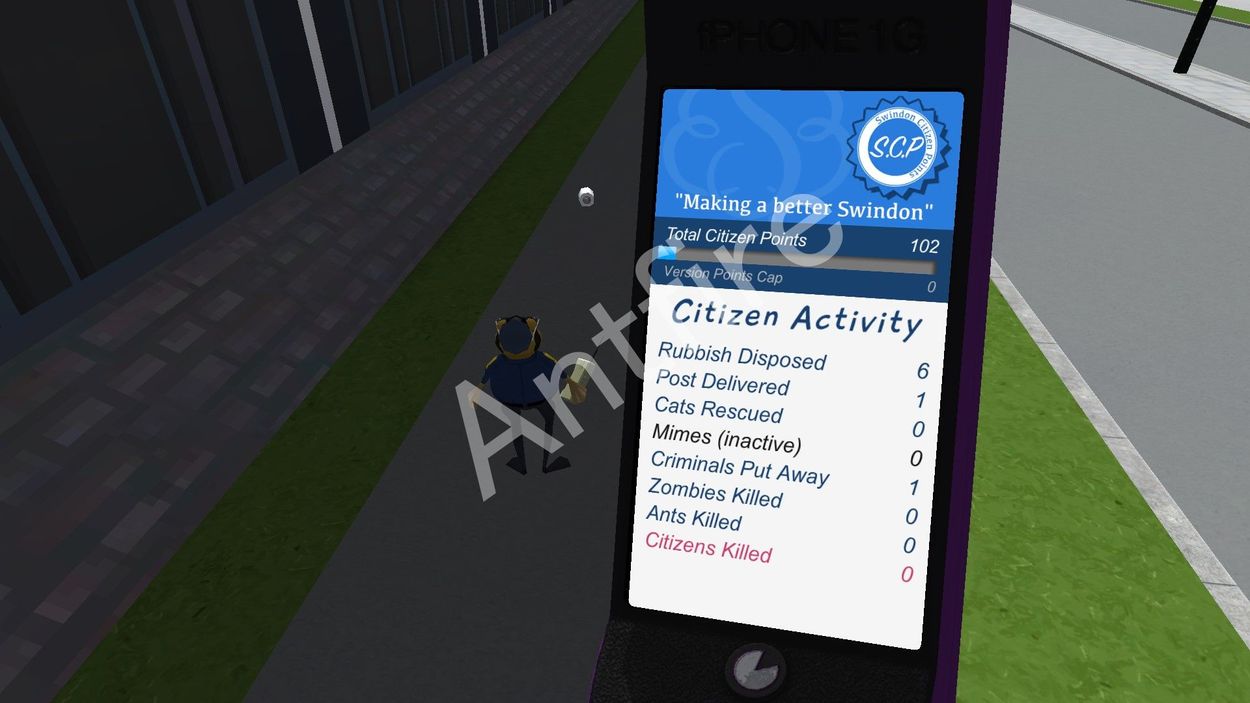 fPHONE 1G
Swindon Citizen Points
S.C.P
"Making a better Swindon"
Total Citizen Points 102
Version Points Cap 0
Citizen Activity
Rubbish Disposed 6
Post Delivered 1
Cats Rescued 0
Mimes (inactive) 0
Criminals Put Away 1
Zombies Killed 0
Ants Killed 0
Citizens Killed 0
Antfire